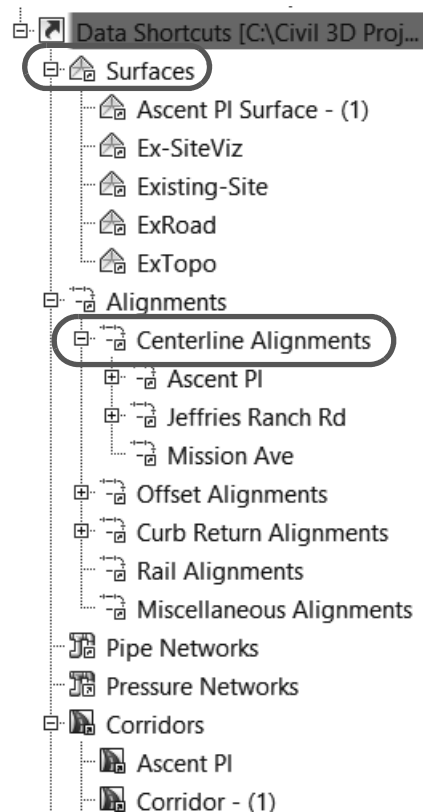 Data Shortcuts [C:\Civil 3D Proj...
Surfaces
Ascent Pl Surface - (1)
Ex-SiteViz
Existing-Site
ExRoad
ExTopo
Alignments
Centerline Alignments
Ascent Pl
Jeffries Ranch Rd
Mission Ave
Offset Alignments
Curb Return Alignments
Rail Alignments
Miscellaneous Alignments
Pipe Networks
Pressure Networks
Corridors
Ascent Pl
Corridor - (1)